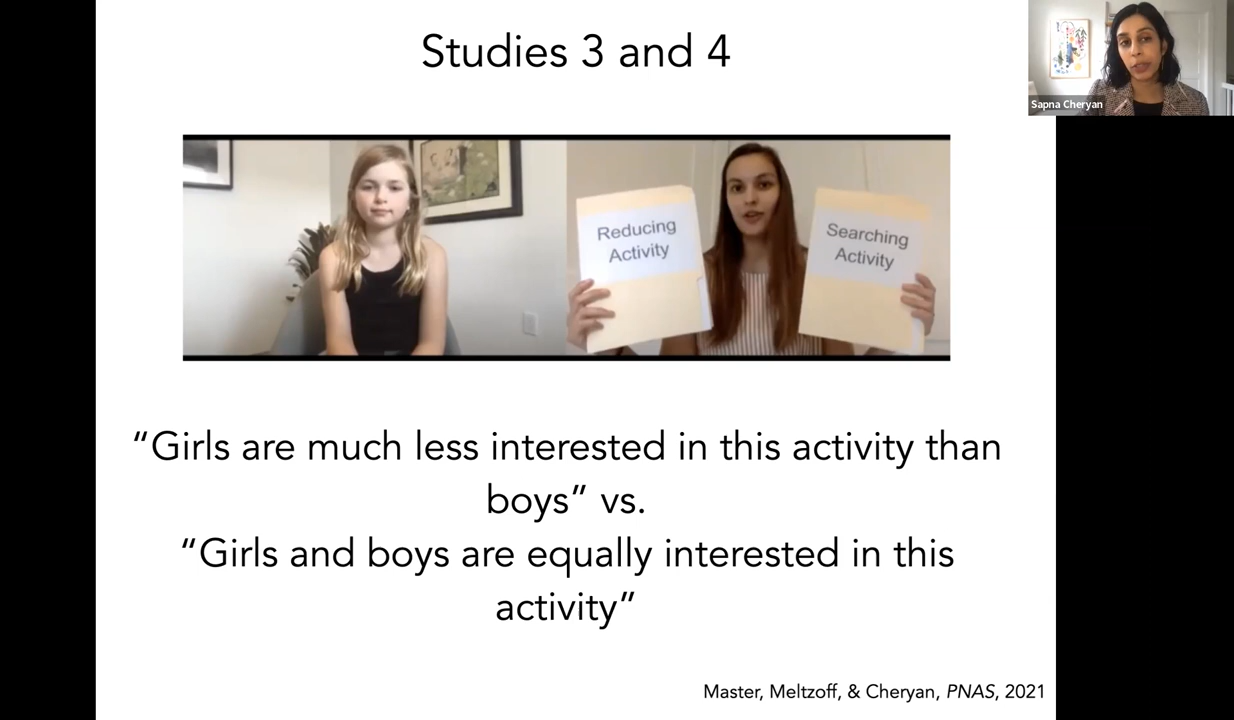 Studies 3 and 4
Sapna Cheryan
Reducing
Activity
Searching
Activity
“Girls are much less interested in this activity than
boys” vs.
“Girls and boys are equally interested in this
activity”
Master, Meltzoff, & Cheryan, PNAS, 2021